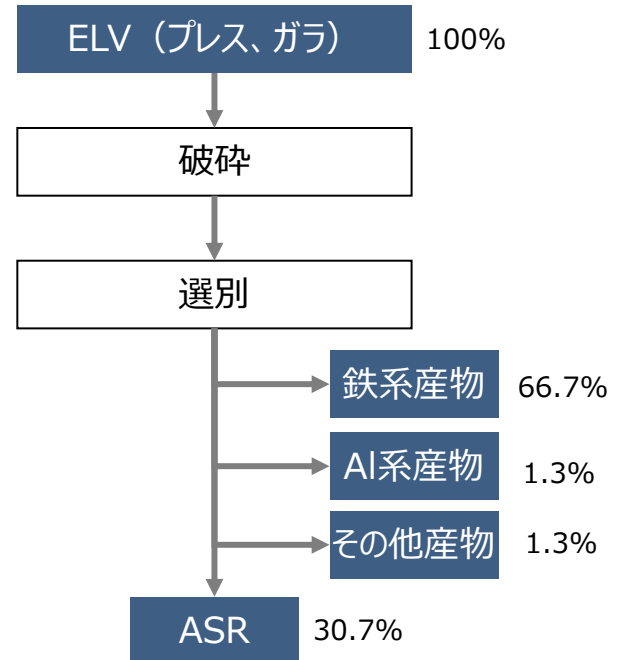 ELV（プレス、ガラ）
100%
破砕
選別
鉄系産物
66.7%
Al系産物
1.3%
その他産物
1.3%
ASR
30.7%